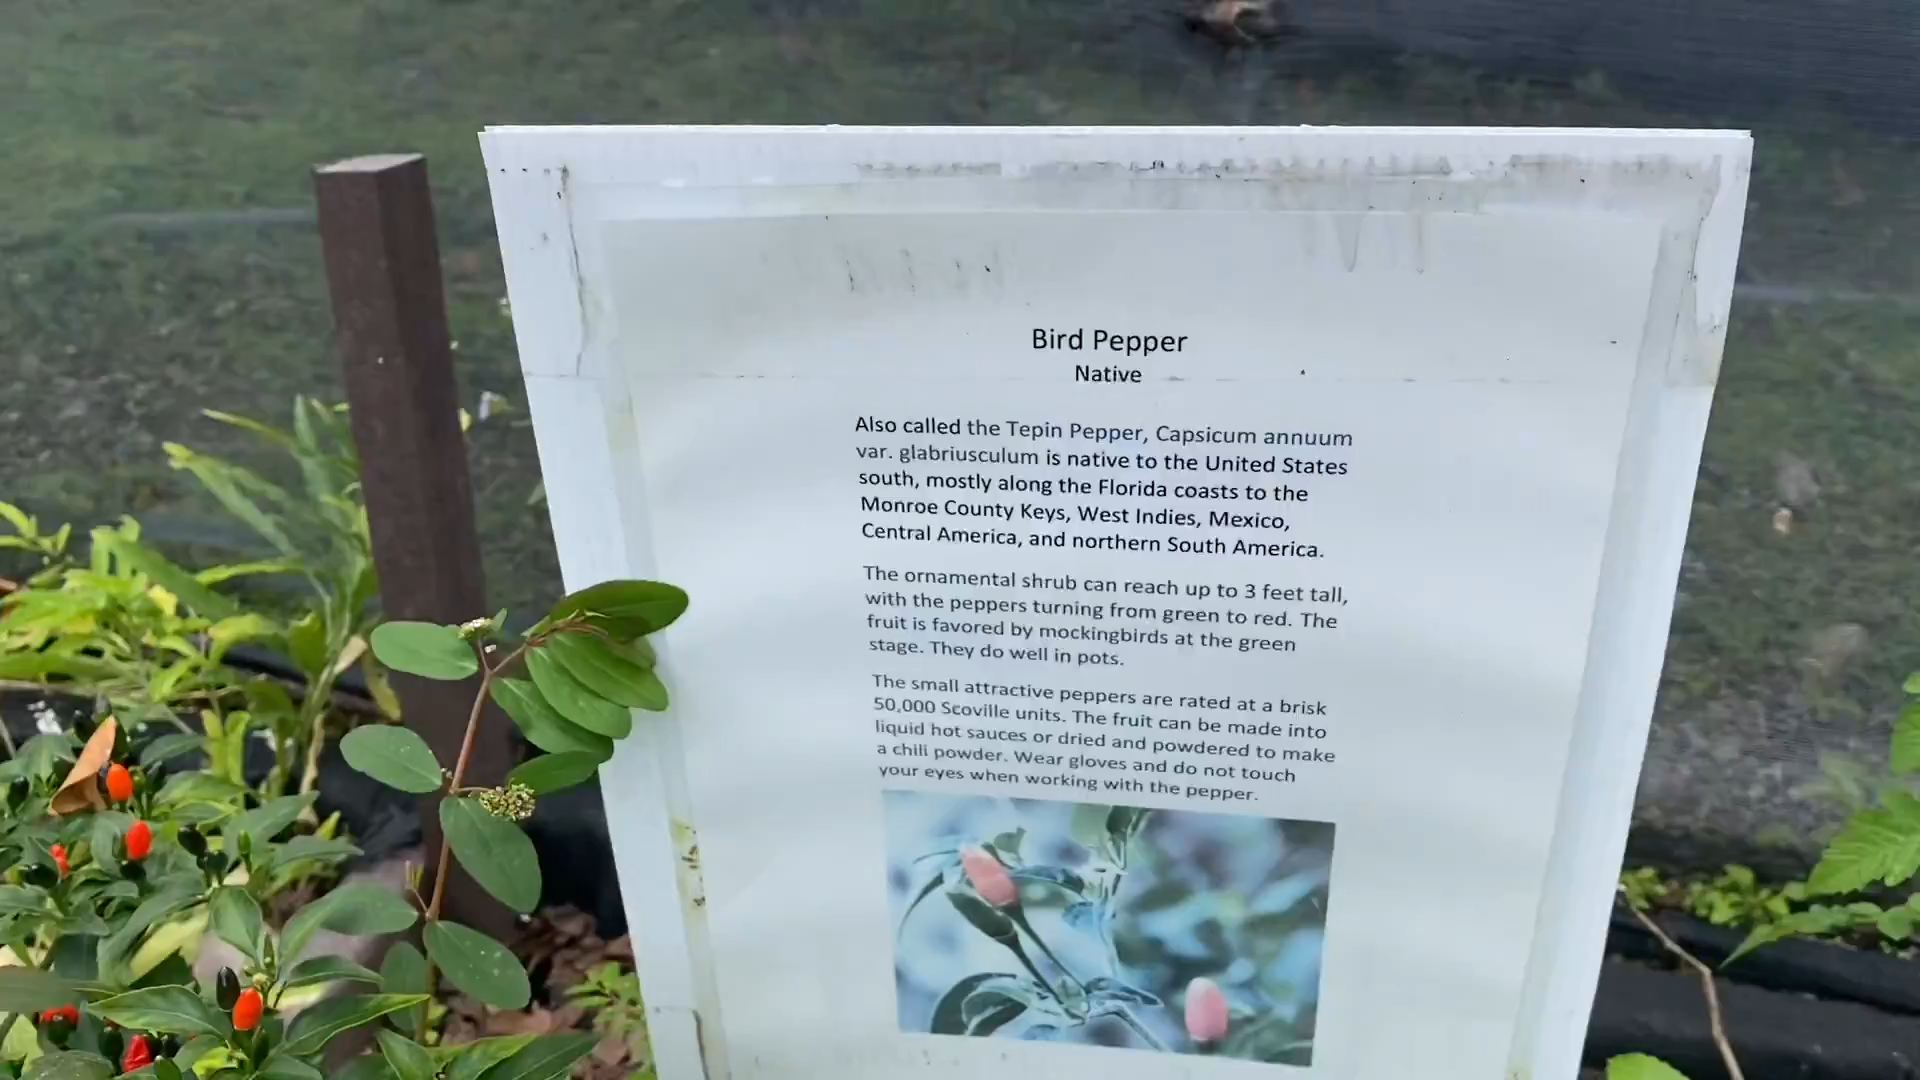 Bird Pepper
Native
Also called the Tepin Pepper, Capsicum annuum
var. glabriusculum is native to the United States
south, mostly along the Florida coasts to the
Monroe County Keys, West Indies, Mexico,
Central America, and northern South America.
The ornamental shrub can reach up to 3 feet tall,
with the peppers turning from green to red. The
fruit is favored by mockingbirds at the green
stage. They do well in pots.
The small attractive peppers are rated at a brisk
50,000 Scoville units. The fruit can be made into
liquid hot sauces or dried and powdered to make
a chili powder. Wear gloves and do not touch
your eyes when working with the pepper.